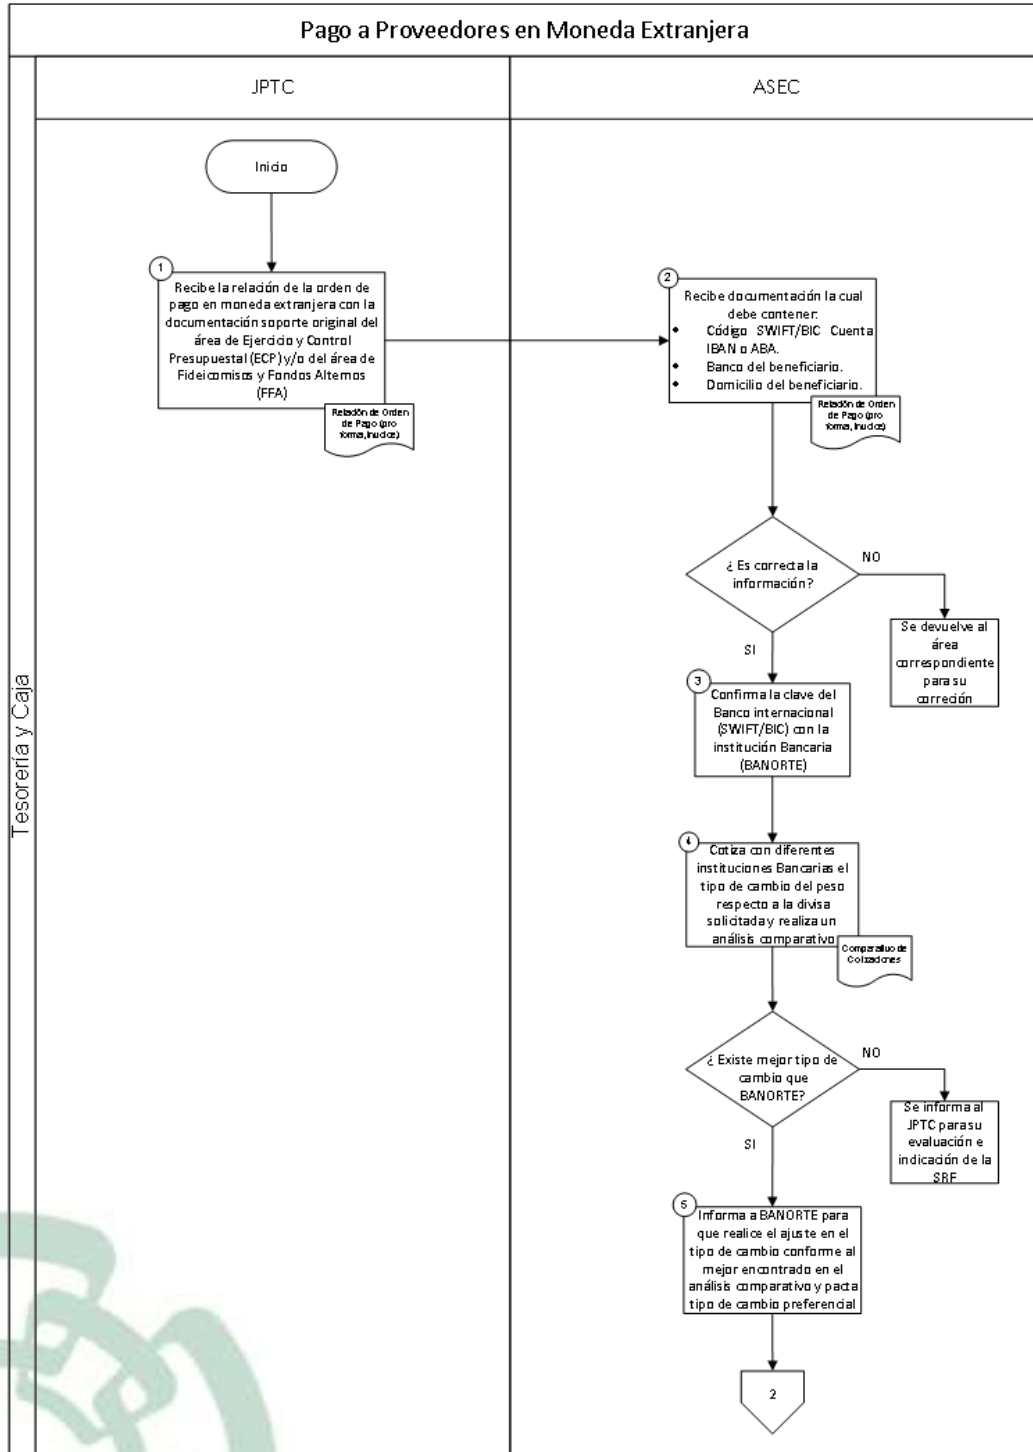 Pago a Proveedores en Moneda Extranjera
JPTC
ASEC
Tesorería y Caja
Inicio
1
Recibe la relación de la orden de
pago en moneda extranjera con la
documentación soporte original del
área de Ejercicio y Control
Presupuestal (ECP) y/o del área de
Fideicomisos y Fondos Alternos
(FFA)
Relación de Orden
de Pago (pro
forma, invoice)
2
Recibe documentación la cual
debe contener:
• Código SWIFT/BIC Cuenta
IBAN o ABA.
• Banco del beneficiario.
• Domicilio del beneficiario.
Relación de Orden
de Pago (pro
forma, invoice)
¿ Es correcta la
información?
NO
Se devuelve al
área
correspondiente
para su
correción
SI
3
Confirma la clave del
Banco internacional
(SWIFT/BIC) con la
institución Bancaria
(BANORTE)
4
Cotiza con diferentes
instituciones Bancarias el
tipo de cambio del peso
respecto a la divisa
solicitada y realiza un
análisis comparativo
Comparativo de
Cotizaciones
¿ Existe mejor tipo de
cambio que
BANORTE?
NO
Se informa al
JPTC para su
evaluación e
indicación de la
SRF
SI
5
Informa a BANORTE para
que realice el ajuste en el
tipo de cambio conforme al
mejor encontrado en el
análisis comparativo y pacta
tipo de cambio preferencial
2